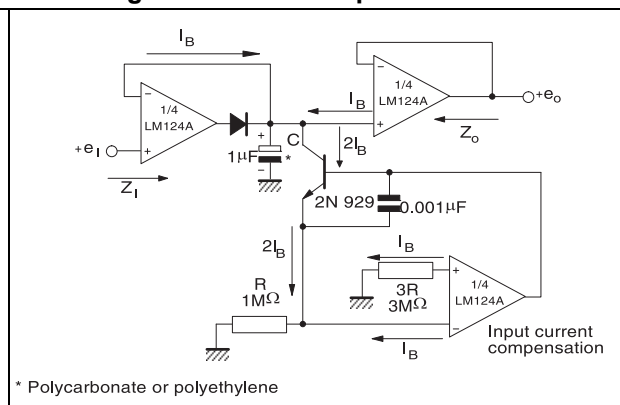 I_B
1/4
LM124A
−
+
+e_I
Z_I
+
1μF
*
−
C
I_B
2I_B
−
1/4
LM124A
+
+e_o
Z_o
2N 929
0.001μF
2I_B
R
1MΩ
I_B
3R
3MΩ
+
1/4
LM124A
−
I_B
Input current
compensation
* Polycarbonate or polyethylene